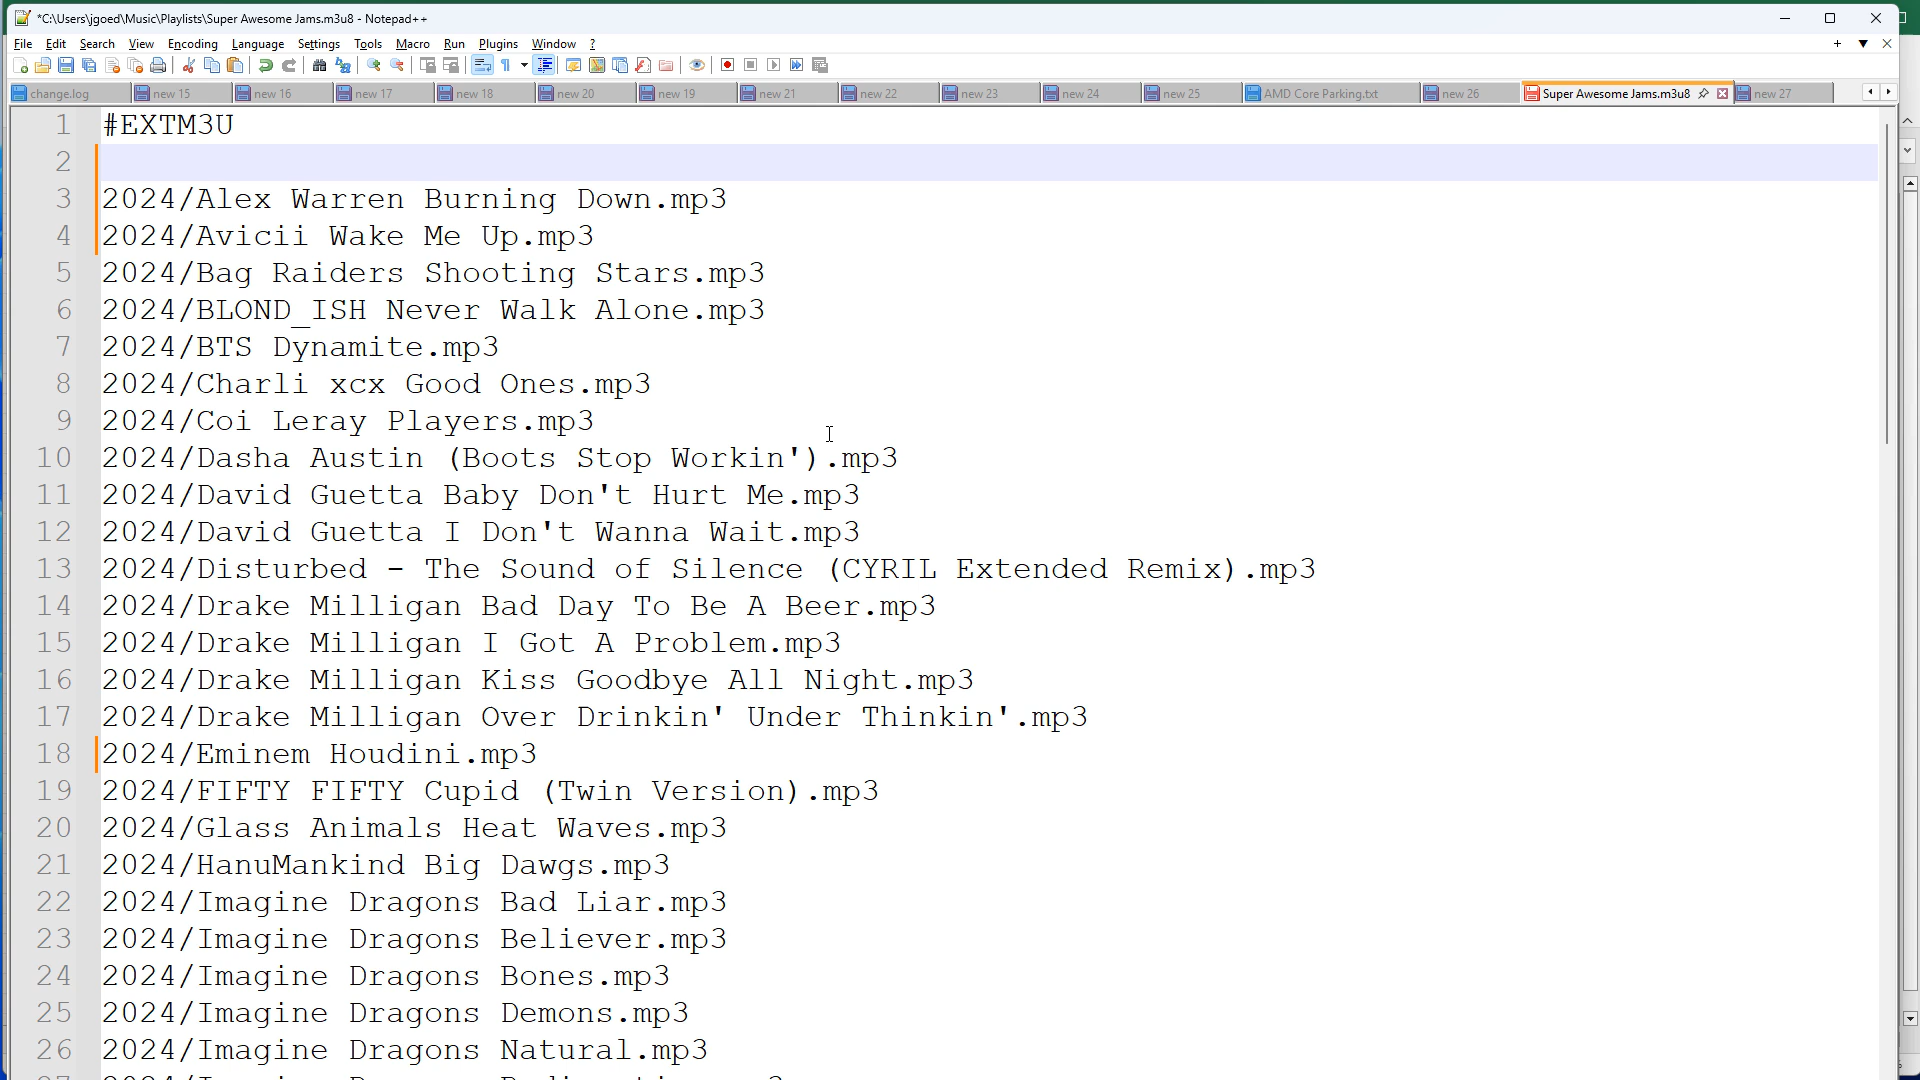 *C:\Users\jgoed\Music\Playlists\Super Awesome Jams.m3u8 - Notepad++
File Edit Search View Encoding Language Settings Tools Macro Run Plugins Window ?
change.log new 15 new 16 new 17 new 18 new 20 new 19 new 21 new 22 new 23 new 24 new 25 AMD Core Parking.txt new 26 Super Awesome Jams.m3u8 new 27
1 #EXTM3U
2
3 2024/Alex Warren Burning Down.mp3
4 2024/Avicii Wake Me Up.mp3
5 2024/Bag Raiders Shooting Stars.mp3
6 2024/BLOND_ISH Never Walk Alone.mp3
7 2024/BTS Dynamite.mp3
8 2024/Charli xcx Good Ones.mp3
9 2024/Coi Leray Players.mp3
10 2024/Dasha Austin (Boots Stop Workin').mp3
11 2024/David Guetta Baby Don't Hurt Me.mp3
12 2024/David Guetta I Don't Wanna Wait.mp3
13 2024/Disturbed - The Sound of Silence (CYRIL Extended Remix).mp3
14 2024/Drake Milligan Bad Day To Be A Beer.mp3
15 2024/Drake Milligan I Got A Problem.mp3
16 2024/Drake Milligan Kiss Goodbye All Night.mp3
17 2024/Drake Milligan Over Drinkin' Under Thinkin'.mp3
18 2024/Eminem Houdini.mp3
19 2024/FIFTY FIFTY Cupid (Twin Version).mp3
20 2024/Glass Animals Heat Waves.mp3
21 2024/HanuMankind Big Dawgs.mp3
22 2024/Imagine Dragons Bad Liar.mp3
23 2024/Imagine Dragons Believer.mp3
24 2024/Imagine Dragons Bones.mp3
25 2024/Imagine Dragons Demons.mp3
26 2024/Imagine Dragons Natural.mp3